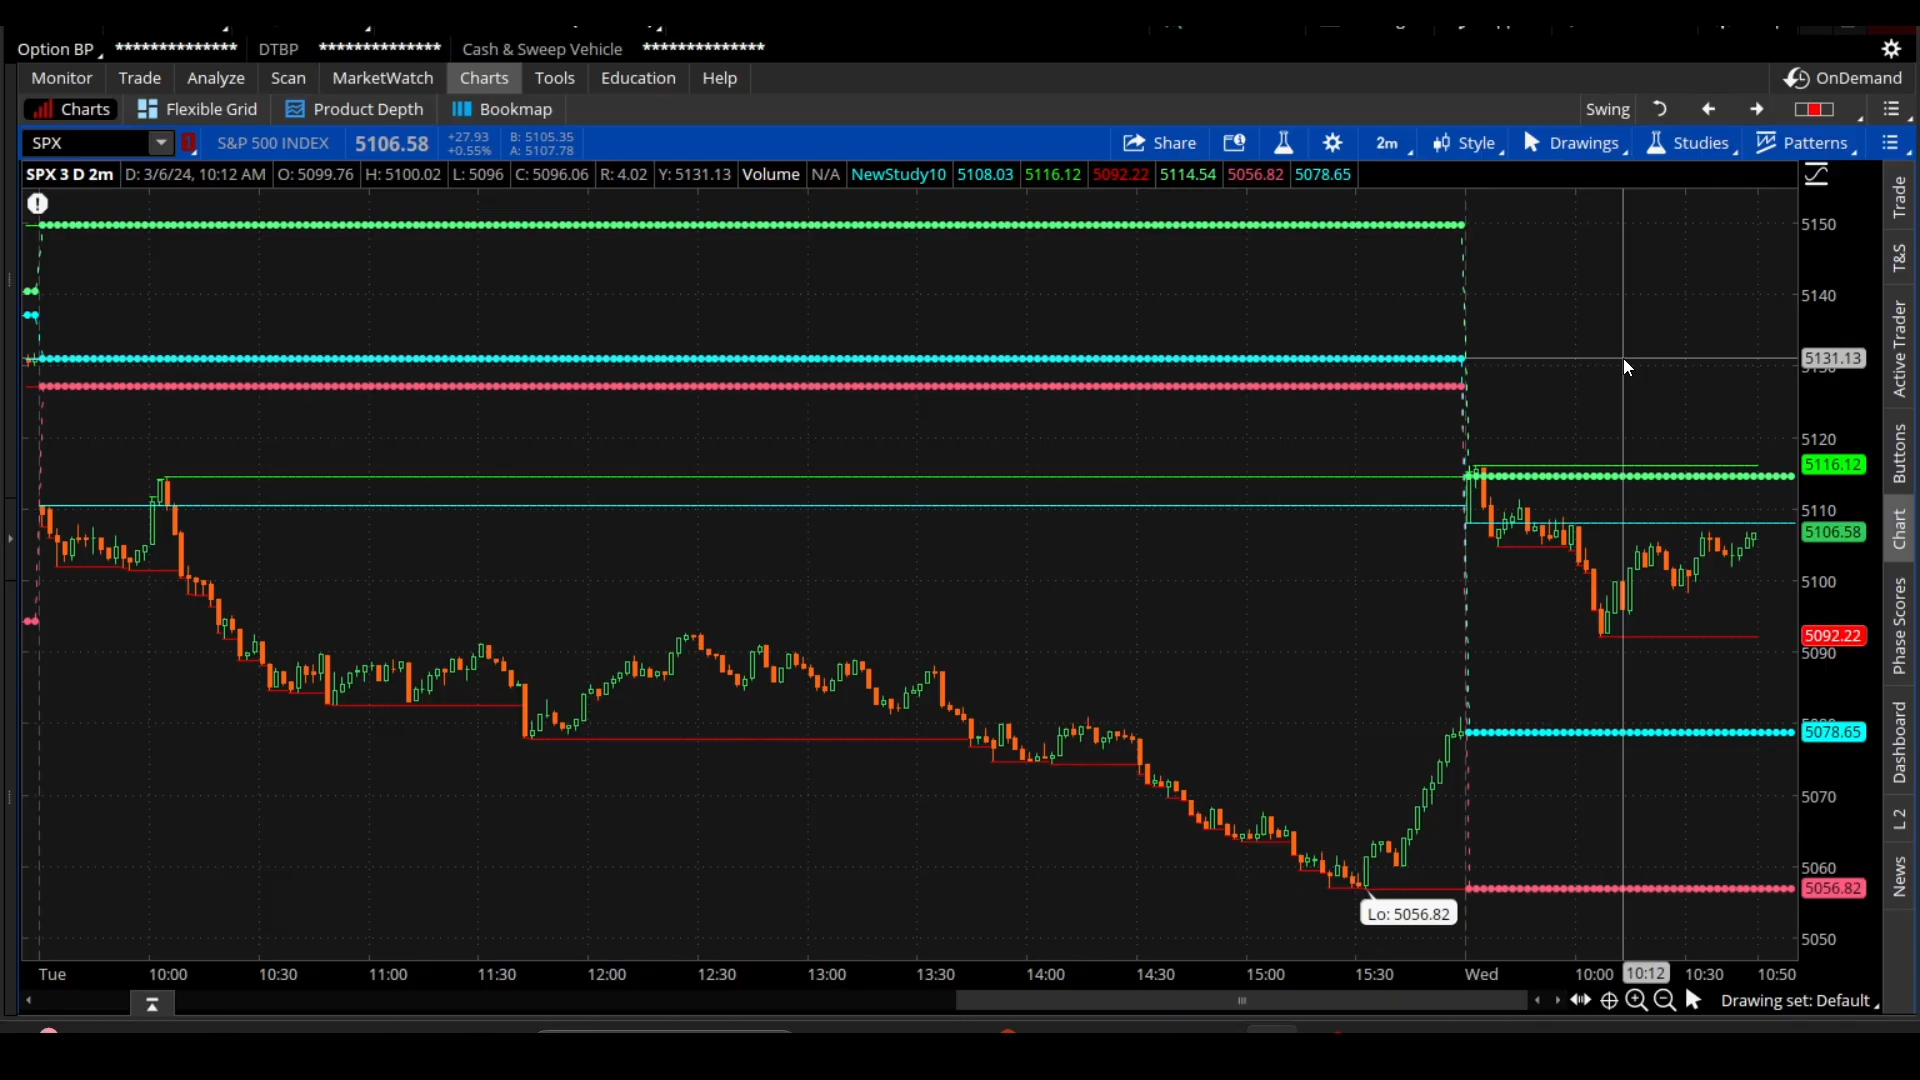 Option BP ************** DTBP ************** Cash & Sweep Vehicle **************
Monitor Trade Analyze Scan MarketWatch Charts Tools Education Help OnDemand
Charts Flexible Grid Product Depth Bookmap Swing
SPX S&P 500 INDEX 5106.58 +27.93 +0.55% B: 5105.35 A: 5107.78 Share 2m Style Drawings Studies Patterns
SPX 3 D 2m D: 3/6/24, 10:12 AM O: 5099.76 H: 5100.02 L: 5096 C: 5096.06 R: 4.02 Y: 5131.13 Volume N/A NewStudy10 5108.03 5116.12 5092.22 5114.54 5056.82 5078.65
5150
5140
5131.13
5120
5116.12
5110
5106.58
5100
5092.22
5090
5078.65
5070
5060
5056.82
5050
Lo: 5056.82
Tue 10:00 10:30 11:00 11:30 12:00 12:30 13:00 13:30 14:00 14:30 15:00 15:30 Wed 10:00 10:12 10:30 10:50
Drawing set: Default
Trade
T&S
Active Trader
Buttons
Chart
Phase Scores
Dashboard
L 2
News